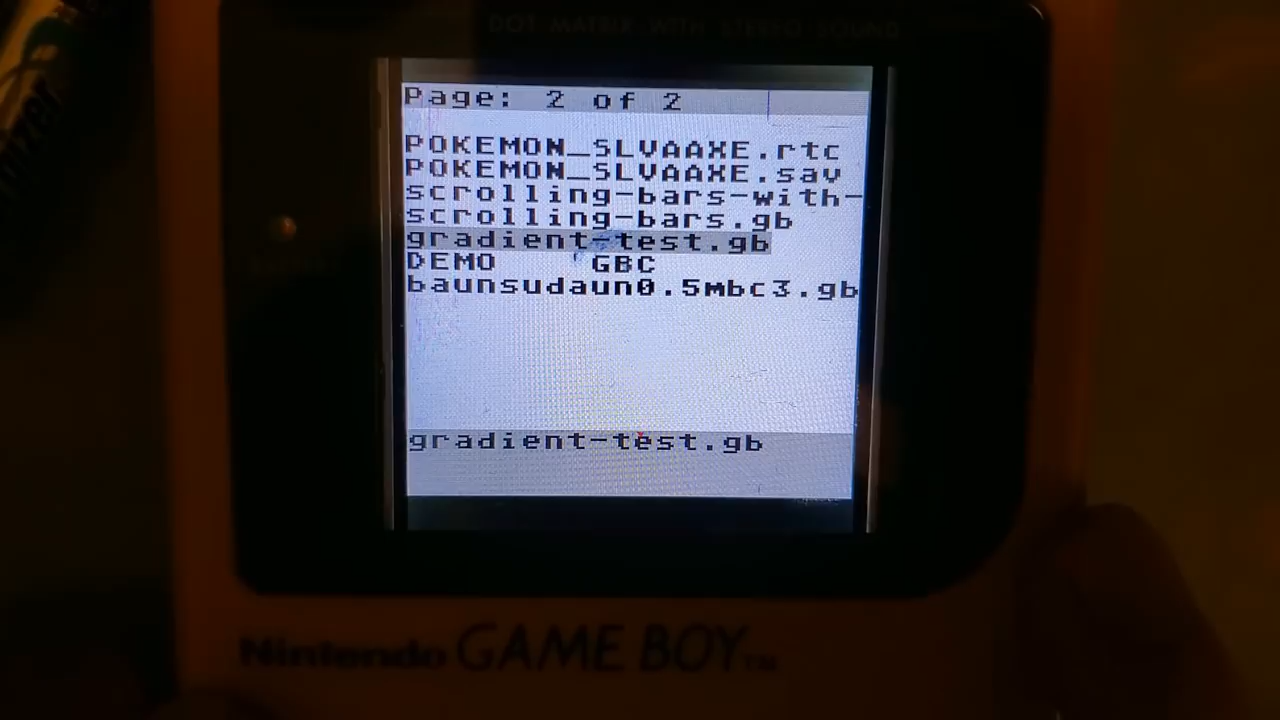 DOT MATRIX WITH STEREO SOUND
Page: 2 of 2
POKEMON_SLVAAXE.rtc
POKEMON_SLVAAXE.sav
scrolling-bars-with-
scrolling-bars.gb
gradient-test.gb
DEMO GBC
baunsudaun0.5mbc3.gb
gradient-test.gb
Nintendo GAME BOY™